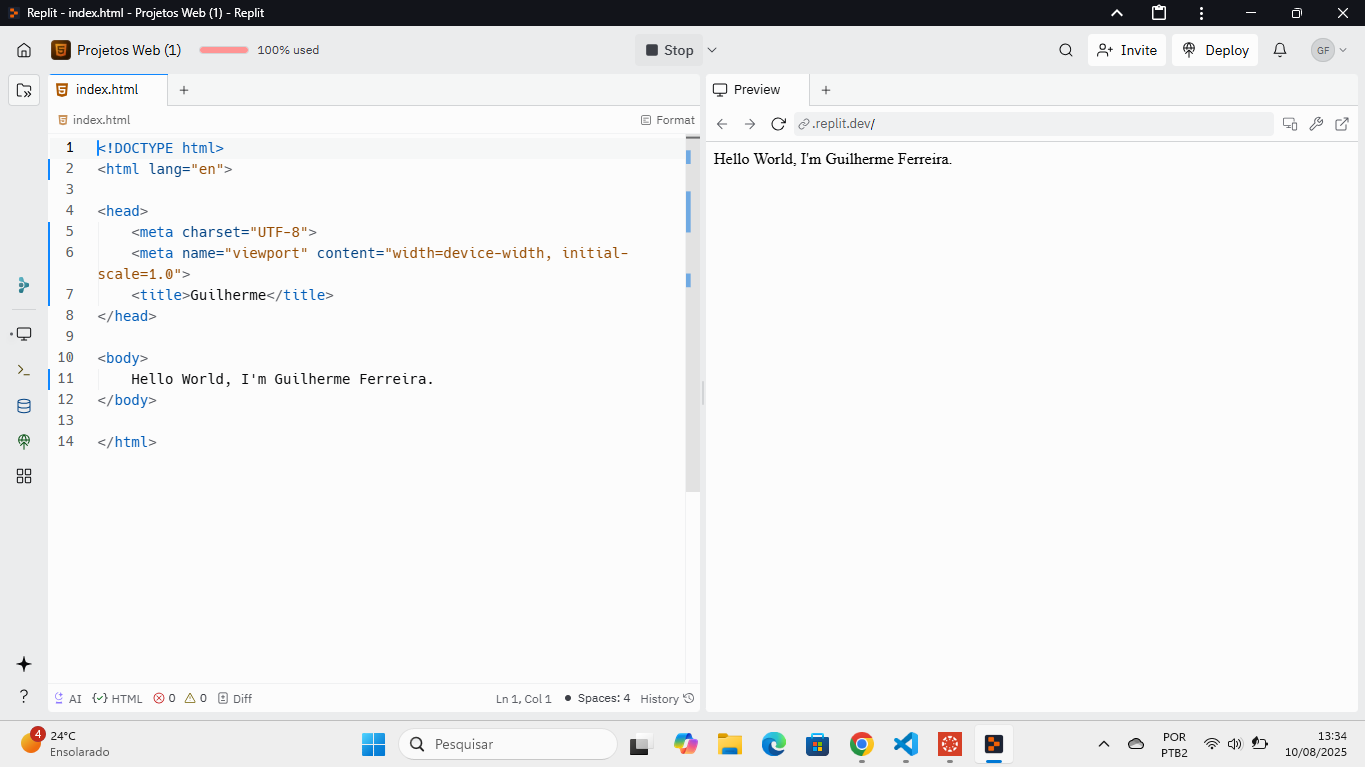 Replit - index.html - Projetos Web (1) - Replit
Projetos Web (1)
100% used
Stop
Invite
Deploy
GF
index.html
index.html
Format
1 <!DOCTYPE html>
2 <html lang="en">
3
4 <head>
5 <meta charset="UTF-8">
6 <meta name="viewport" content="width=device-width, initial-
scale=1.0">
7 <title>Guilherme</title>
8 </head>
9
10 <body>
11 Hello World, I'm Guilherme Ferreira.
12 </body>
13
14 </html>
AI
HTML
0
0
Diff
Ln 1, Col 1
Spaces: 4
History
Preview
.replit.dev/
Hello World, I'm Guilherme Ferreira.
4
24°C
Ensolarado
Pesquisar
POR
PTB2
13:34
10/08/2025